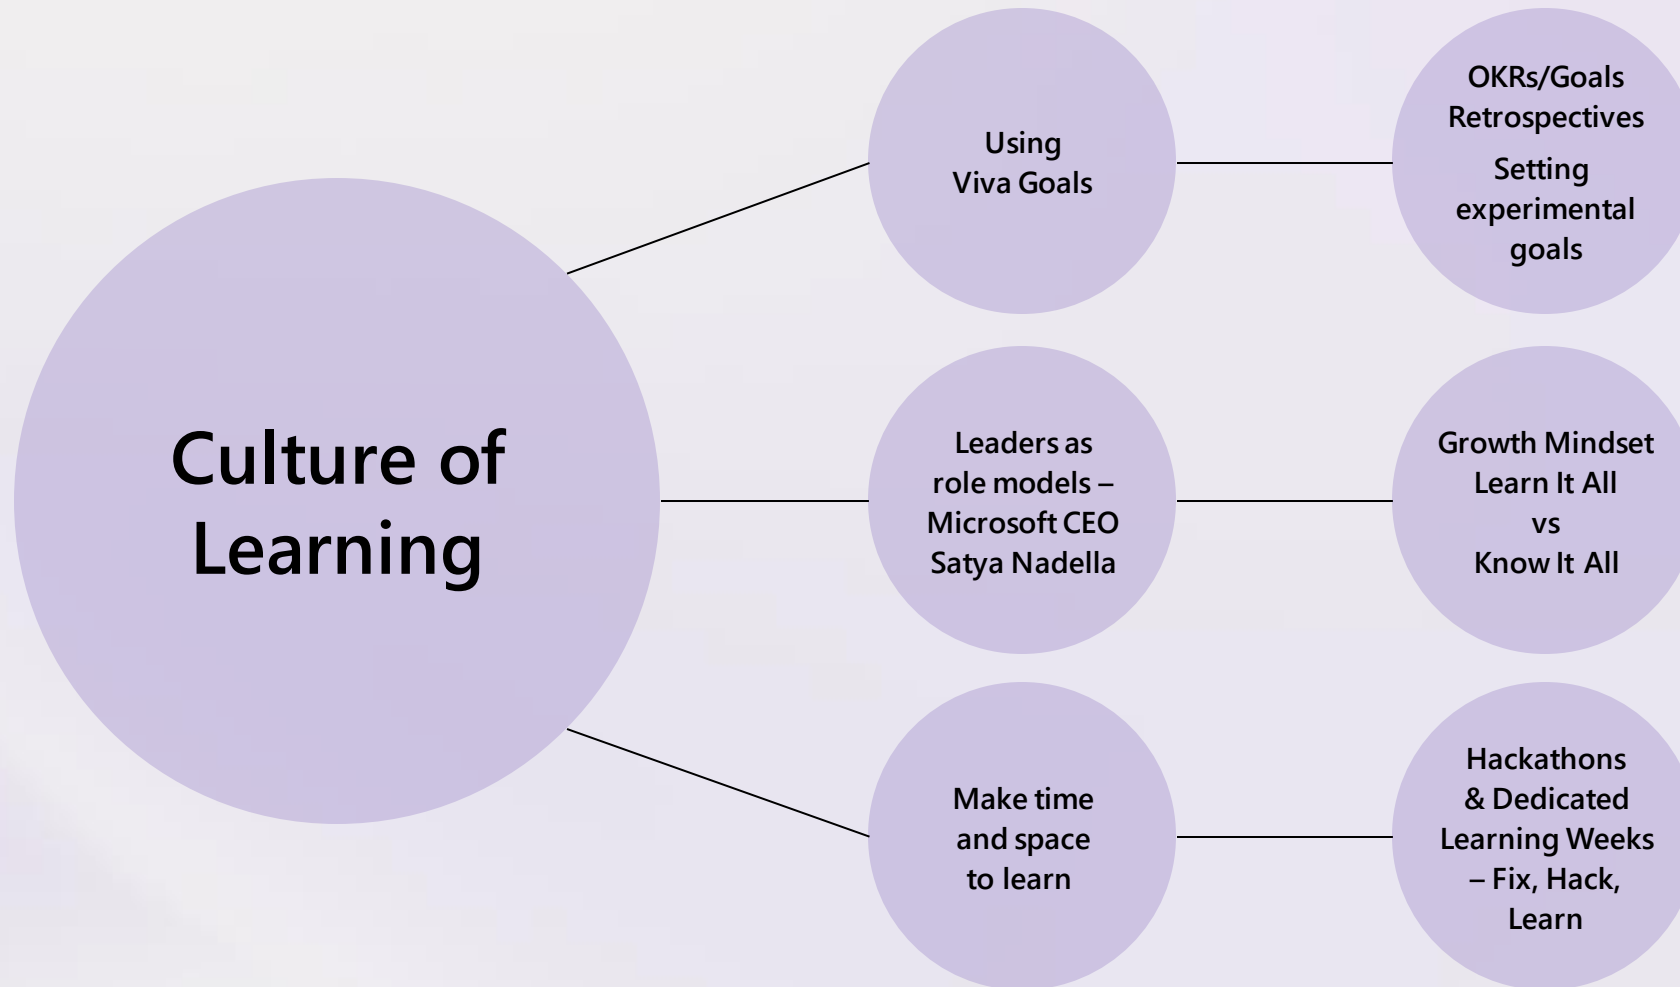 Culture of
Learning
Using
Viva Goals
OKRs/Goals
Retrospectives
Setting
experimental
goals
Leaders as
role models –
Microsoft CEO
Satya Nadella
Growth Mindset
Learn It All
vs
Know It All
Make time
and space
to learn
Hackathons
& Dedicated
Learning Weeks
– Fix, Hack,
Learn